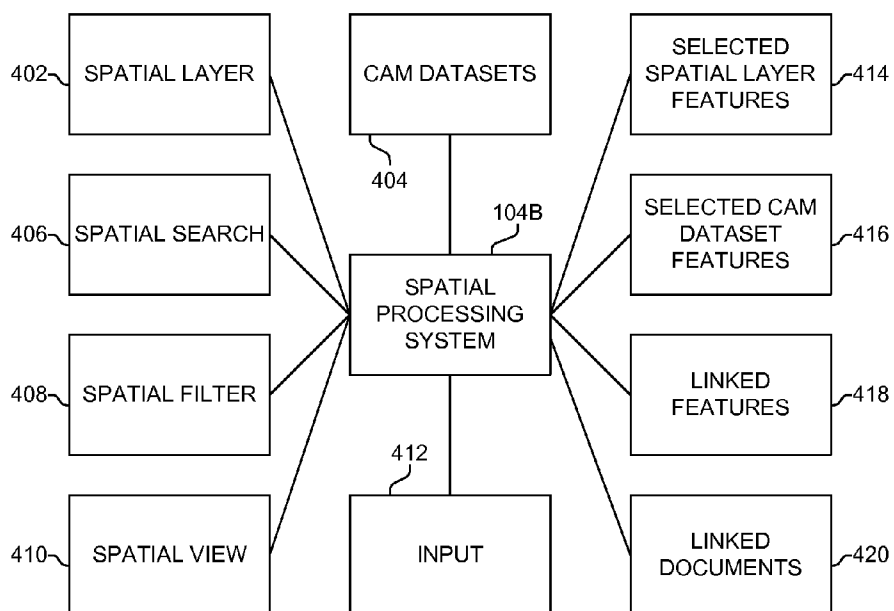 402
SPATIAL LAYER
CAM DATASETS
404
SELECTED
SPATIAL LAYER
FEATURES
414
406
SPATIAL SEARCH
104B
SPATIAL
PROCESSING
SYSTEM
SELECTED CAM
DATASET
FEATURES
416
408
SPATIAL FILTER
LINKED
FEATURES
418
410
SPATIAL VIEW
412
INPUT
LINKED
DOCUMENTS
420